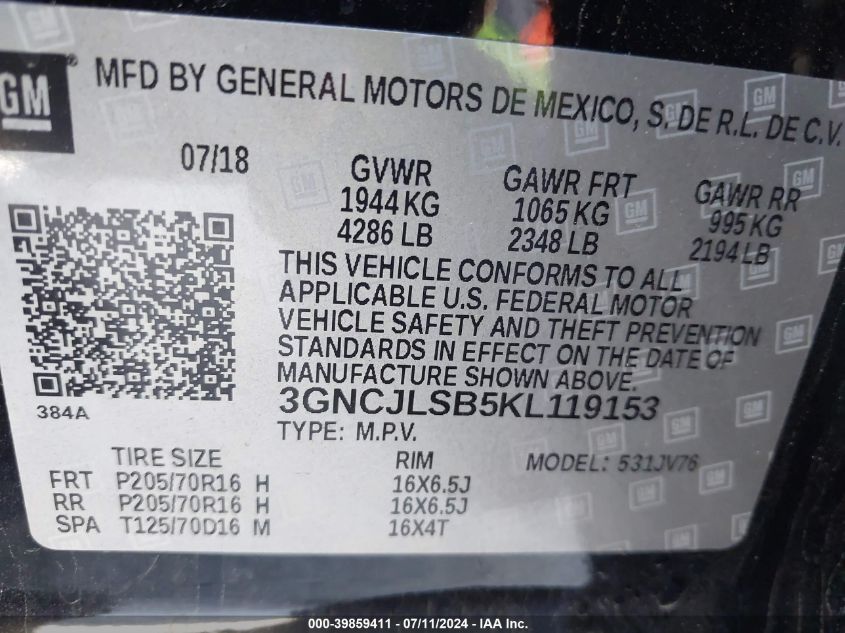 GM®
MFD BY GENERAL MOTORS DE MEXICO, S. DE R.L. DE C.V.
07/18
GVWR GAWR FRT GAWR RR
1944 KG 1065 KG 995 KG
4286 LB 2348 LB 2194 LB
THIS VEHICLE CONFORMS TO ALL
APPLICABLE U.S. FEDERAL MOTOR
VEHICLE SAFETY AND THEFT PREVENTION
STANDARDS IN EFFECT ON THE DATE OF
MANUFACTURE SHOWN ABOVE.
384A
3GNCJLSB5KL119153
TYPE: M.P.V.
TIRE SIZE RIM MODEL: 531JV76
FRT P205/70R16 H 16X6.5J
RR P205/70R16 H 16X6.5J
SPA T125/70D16 M 16X4T
000-39859411 - 07/11/2024 - IAA Inc.